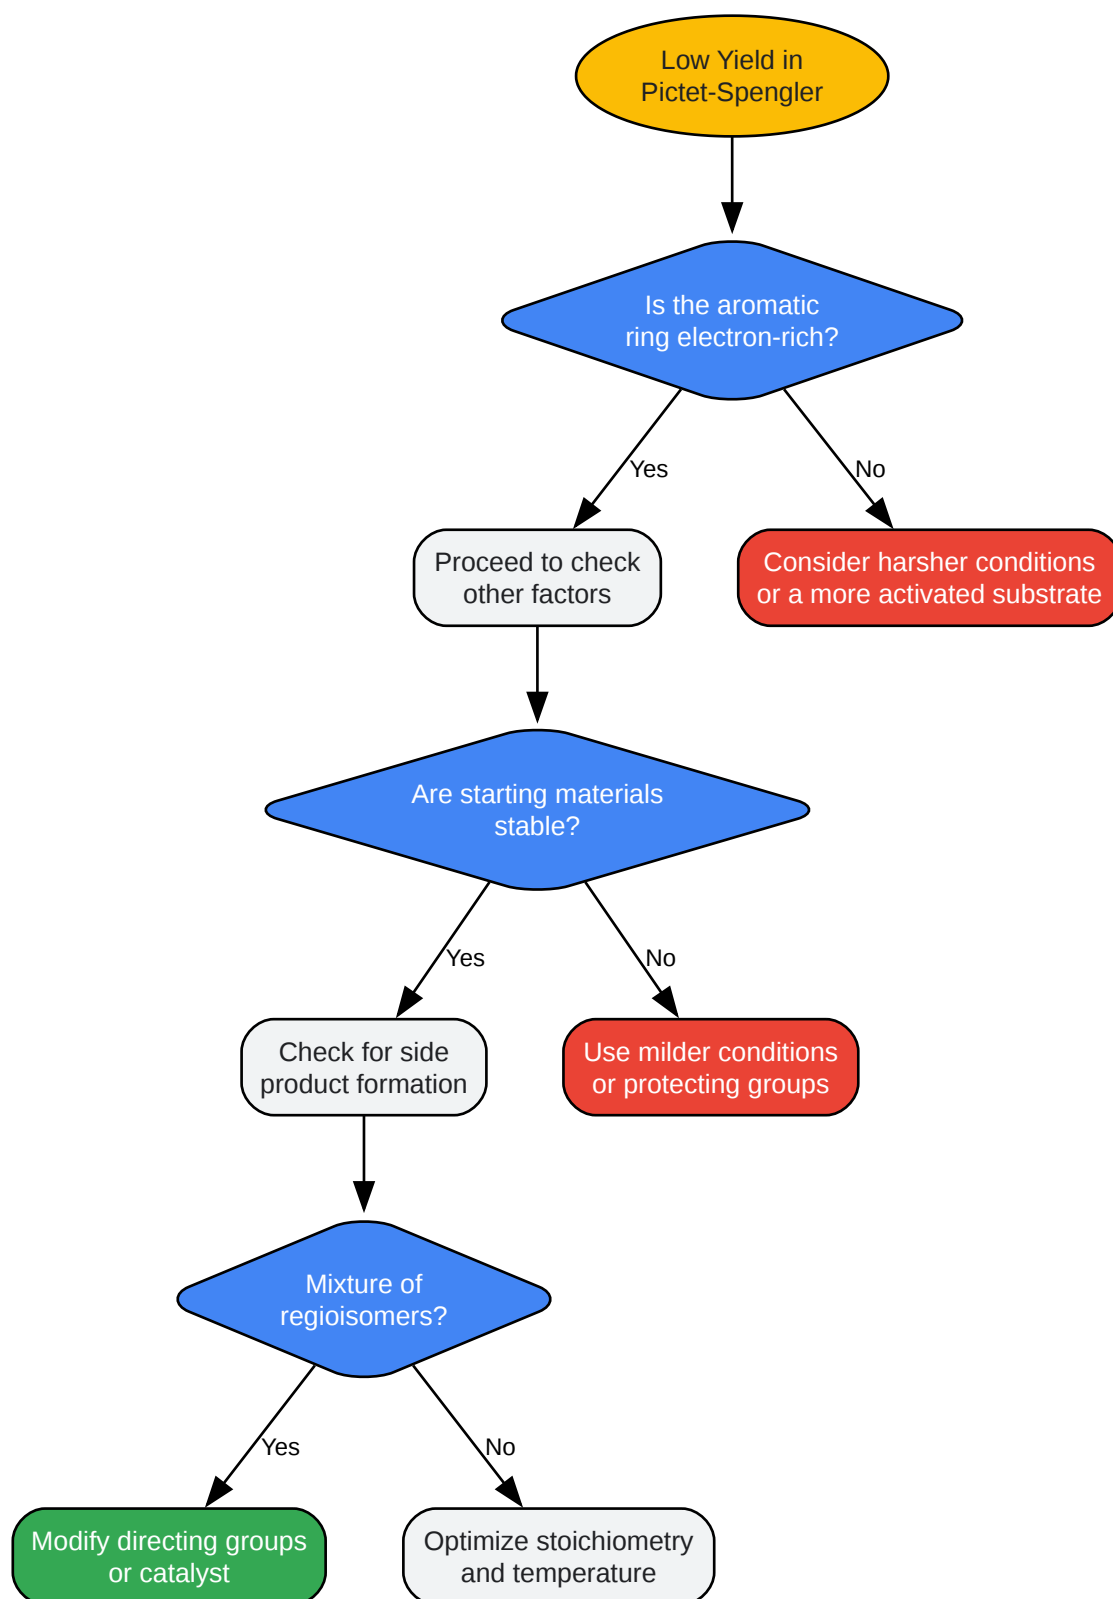 Low Yield in
Pictet-Spengler
Is the aromatic
ring electron-rich?
Yes
No
Proceed to check
other factors
Consider harsher conditions
or a more activated substrate
Are starting materials
stable?
Yes
No
Check for side
product formation
Use milder conditions
or protecting groups
Mixture of
regioisomers?
Yes
No
Modify directing groups
or catalyst
Optimize stoichiometry
and temperature